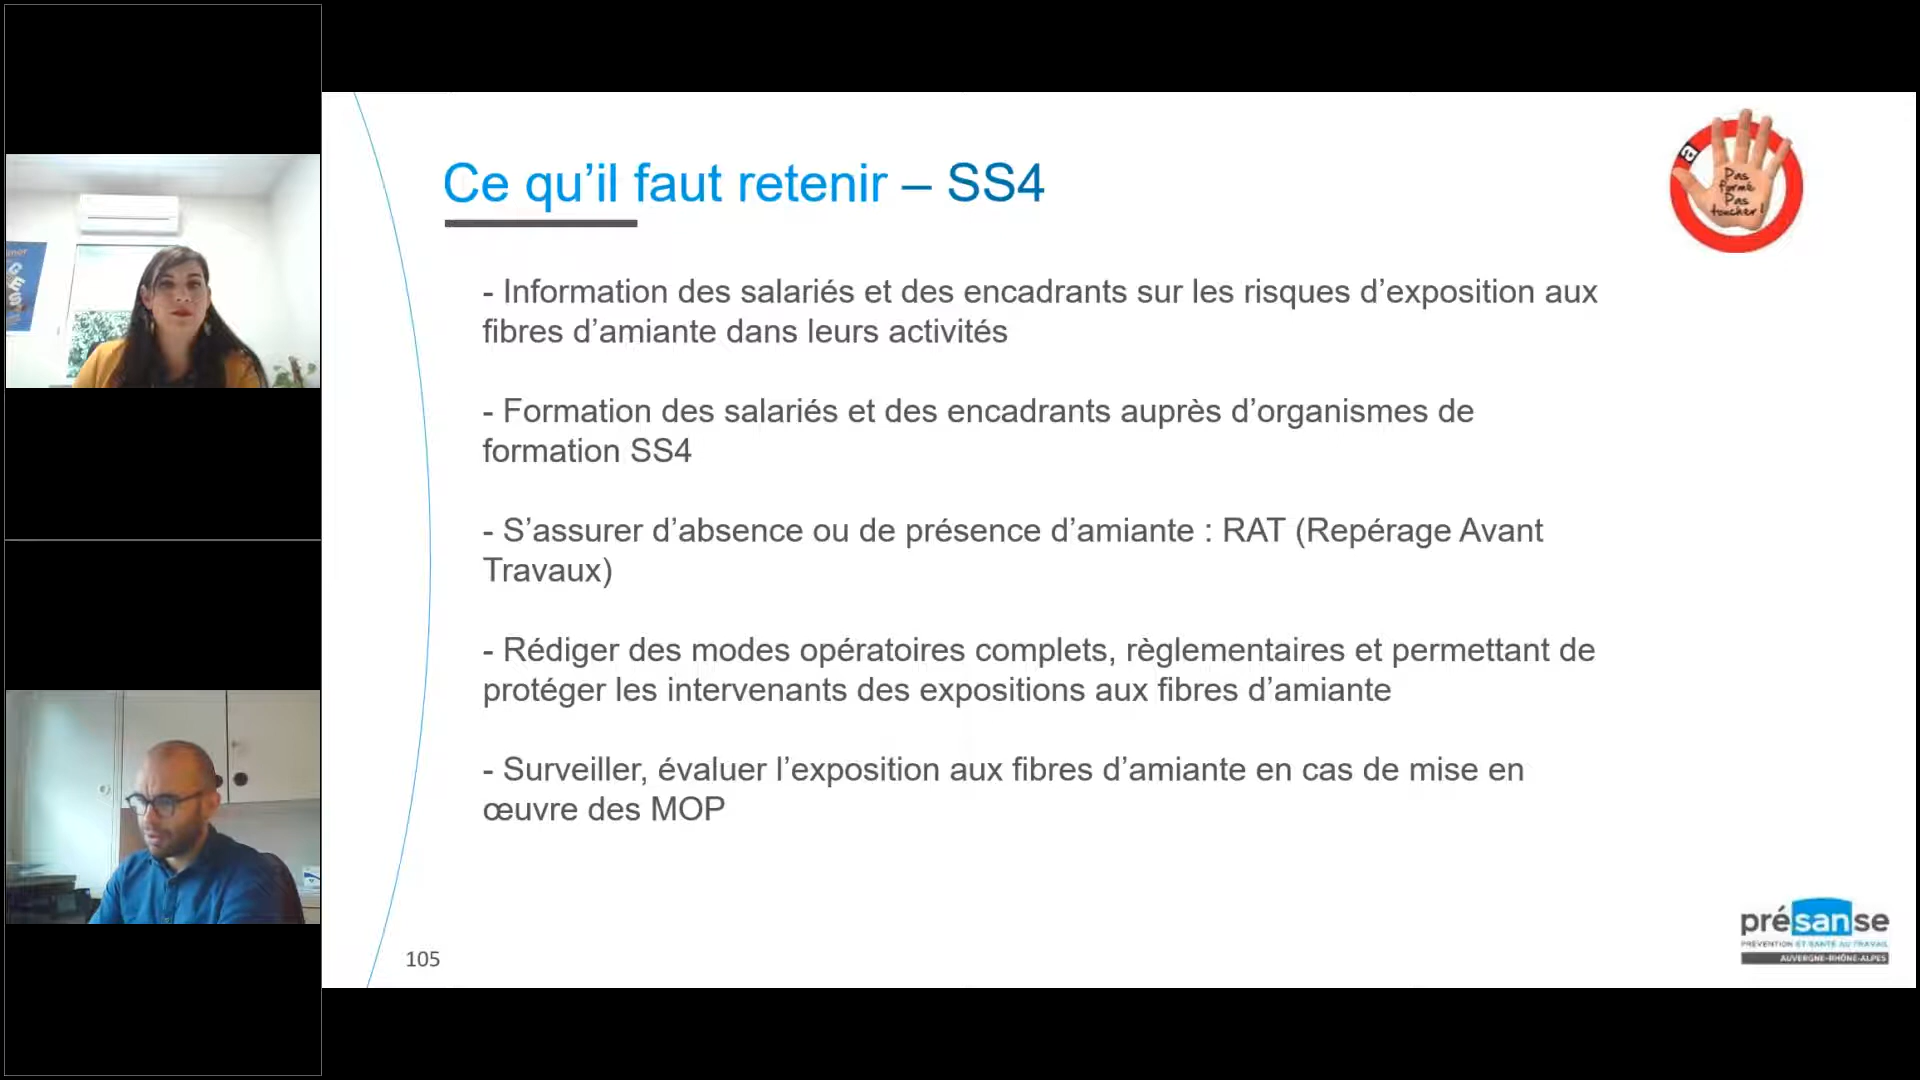 Ce qu’il faut retenir – SS4
a
Pas
formé
Pas
toucher !
- Information des salariés et des encadrants sur les risques d’exposition aux
fibres d’amiante dans leurs activités
- Formation des salariés et des encadrants auprès d’organismes de
formation SS4
- S’assurer d’absence ou de présence d’amiante : RAT (Repérage Avant
Travaux)
- Rédiger des modes opératoires complets, règlementaires et permettant de
protéger les intervenants des expositions aux fibres d’amiante
- Surveiller, évaluer l’exposition aux fibres d’amiante en cas de mise en
œuvre des MOP
105
présanse
PRÉVENTION ET SANTÉ AU TRAVAIL
AUVERGNE-RHÔNE-ALPES